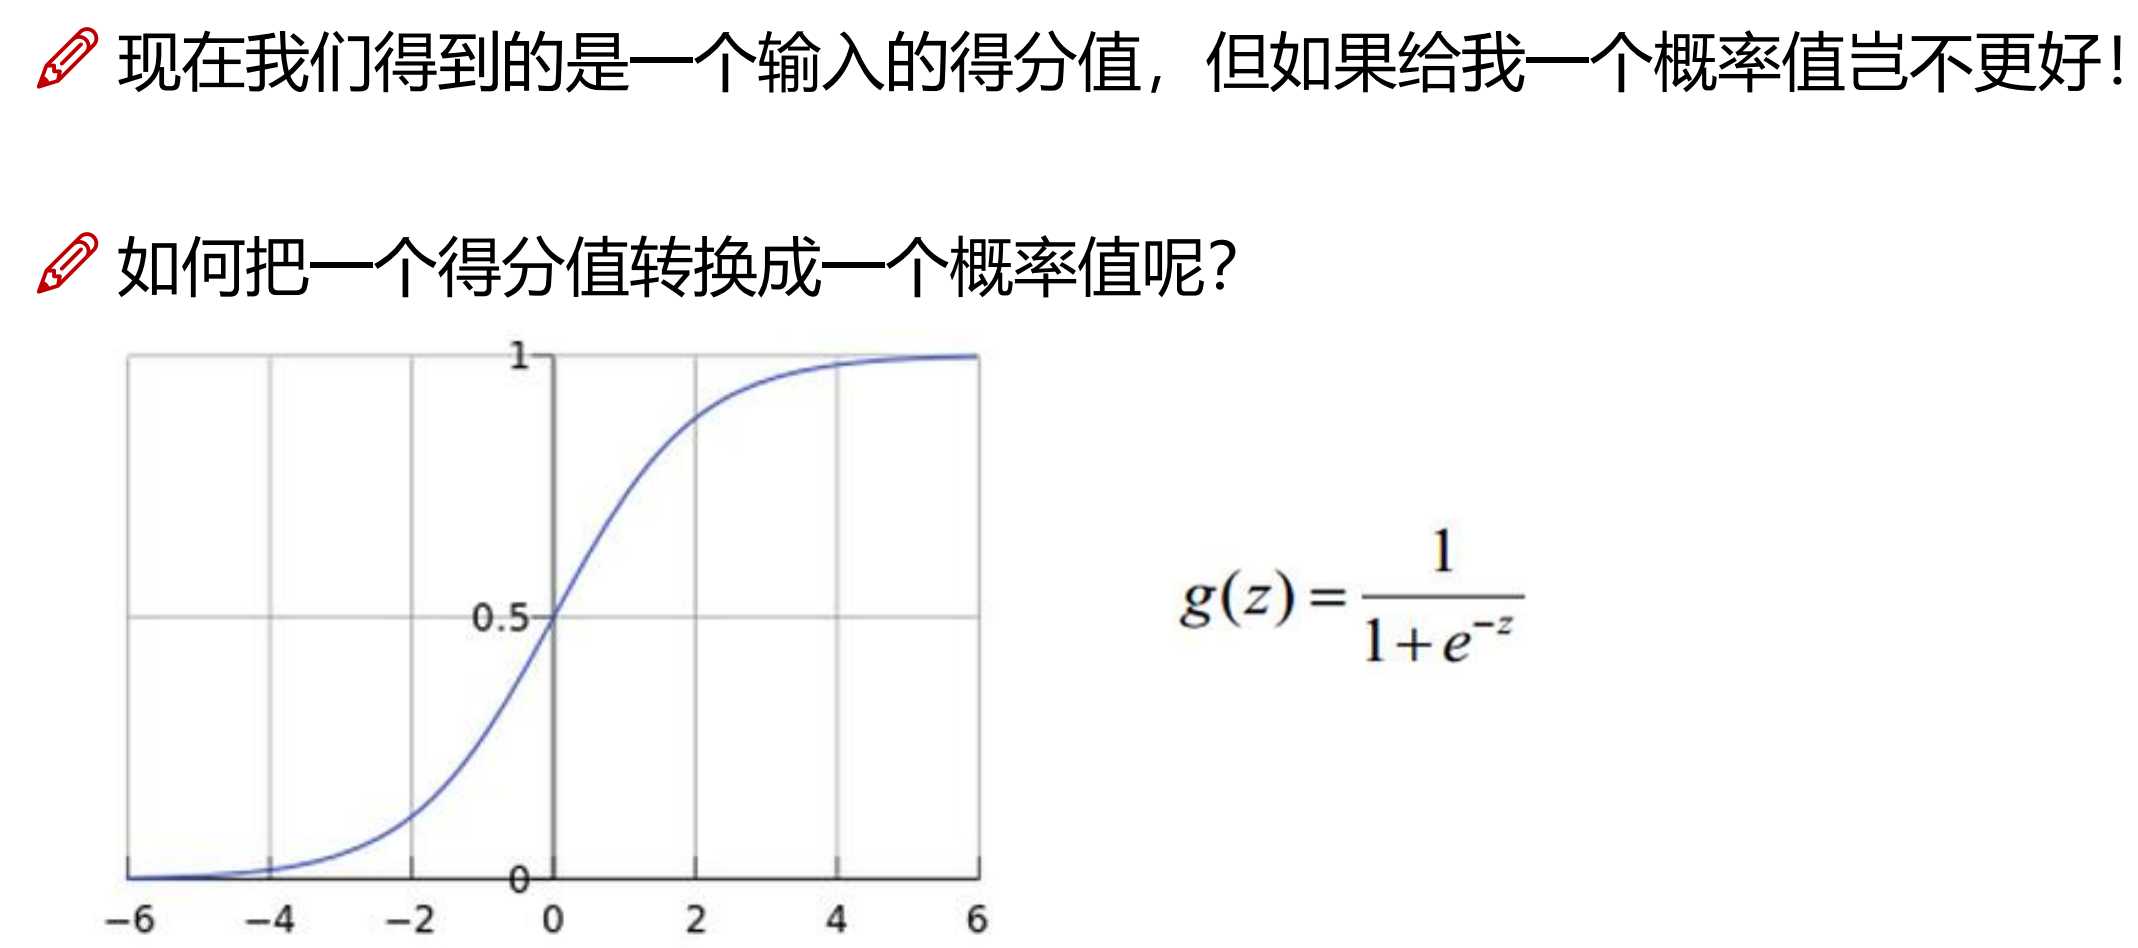 现在我们得到的是一个输入的得分值，但如果给我一个概率值岂不更好！
如何把一个得分值转换成一个概率值呢？
1
0.5
0
−6 −4 −2 0 2 4 6
g(z) = 1 / (1 + e^{−z})